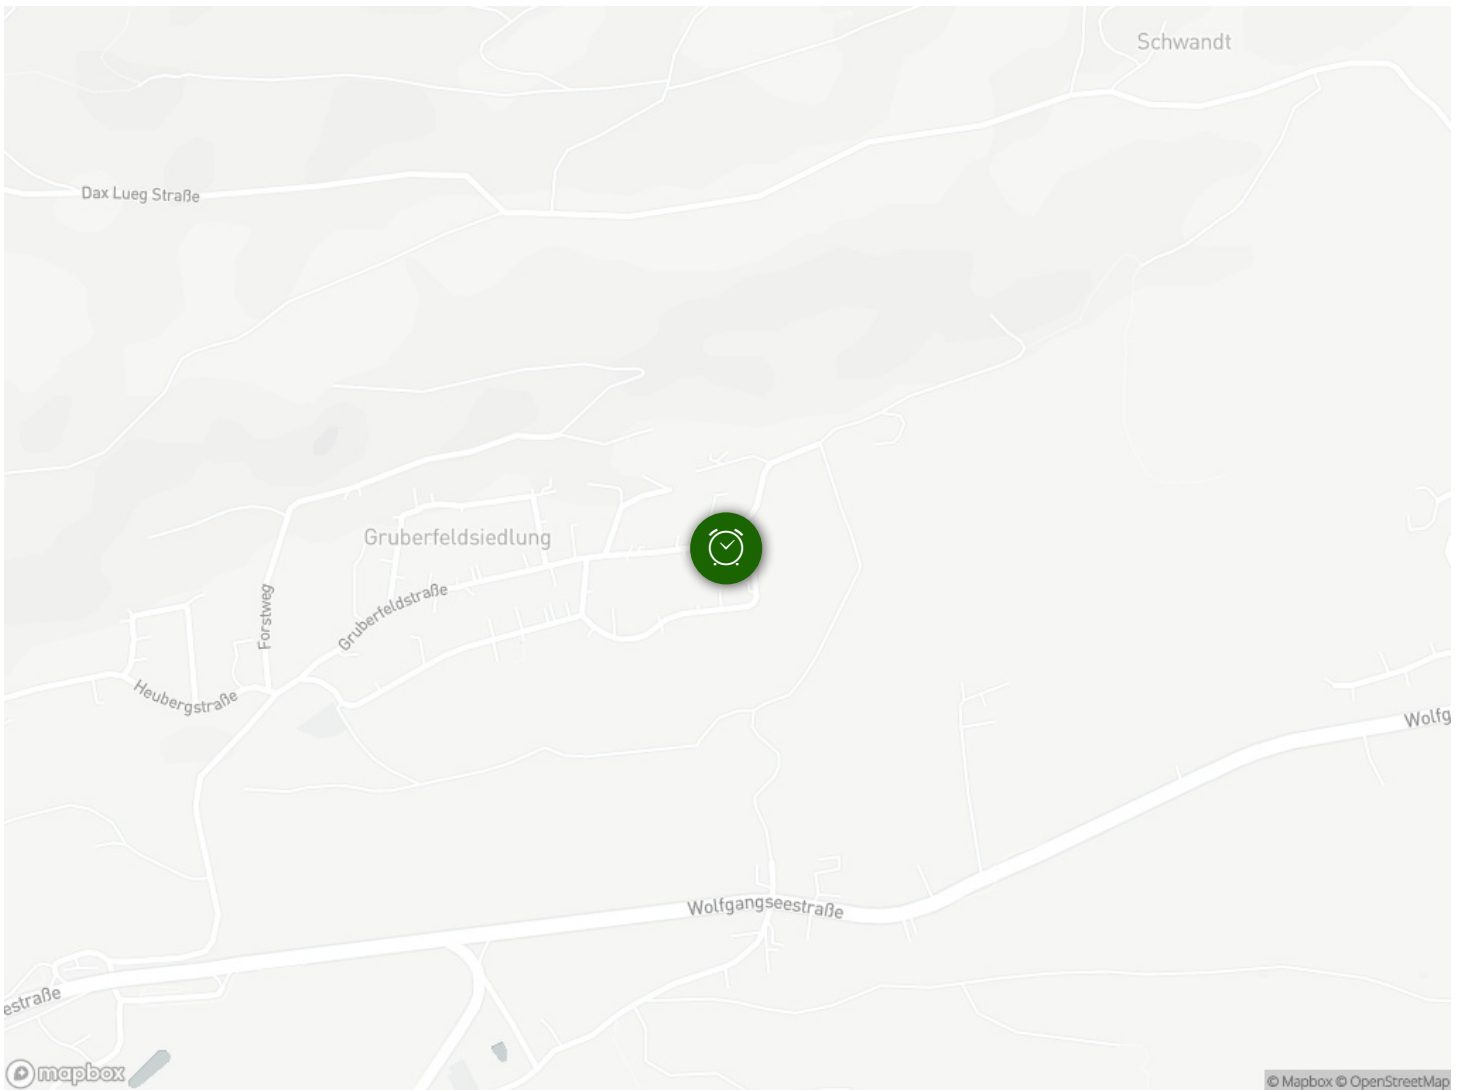 Schwandt
Dax Lueg Straße
Gruberfeldsiedlung
Forstweg
Gruberfeldstraße
Heubergstraße
Wolfg
Wolfgangseestraße
estraße
mapbox
© Mapbox © OpenStreetMap